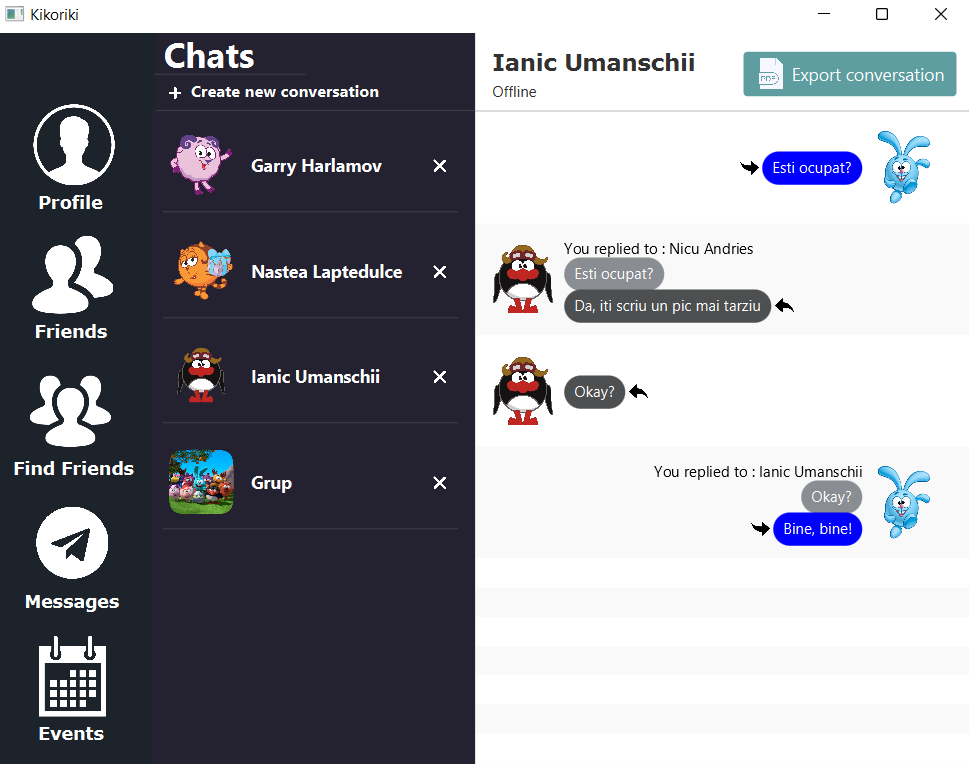 Kikoriki
Profile
Friends
Find Friends
Messages
Events
Chats
+ Create new conversation
Garry Harlamov
Nastea Laptedulce
Ianic Umanschii
Grup
Ianic Umanschii
Offline
PDF
Export conversation
Esti ocupat?
You replied to : Nicu Andries
Esti ocupat?
Da, iti scriu un pic mai tarziu
Okay?
You replied to : Ianic Umanschii
Okay?
Bine, bine!